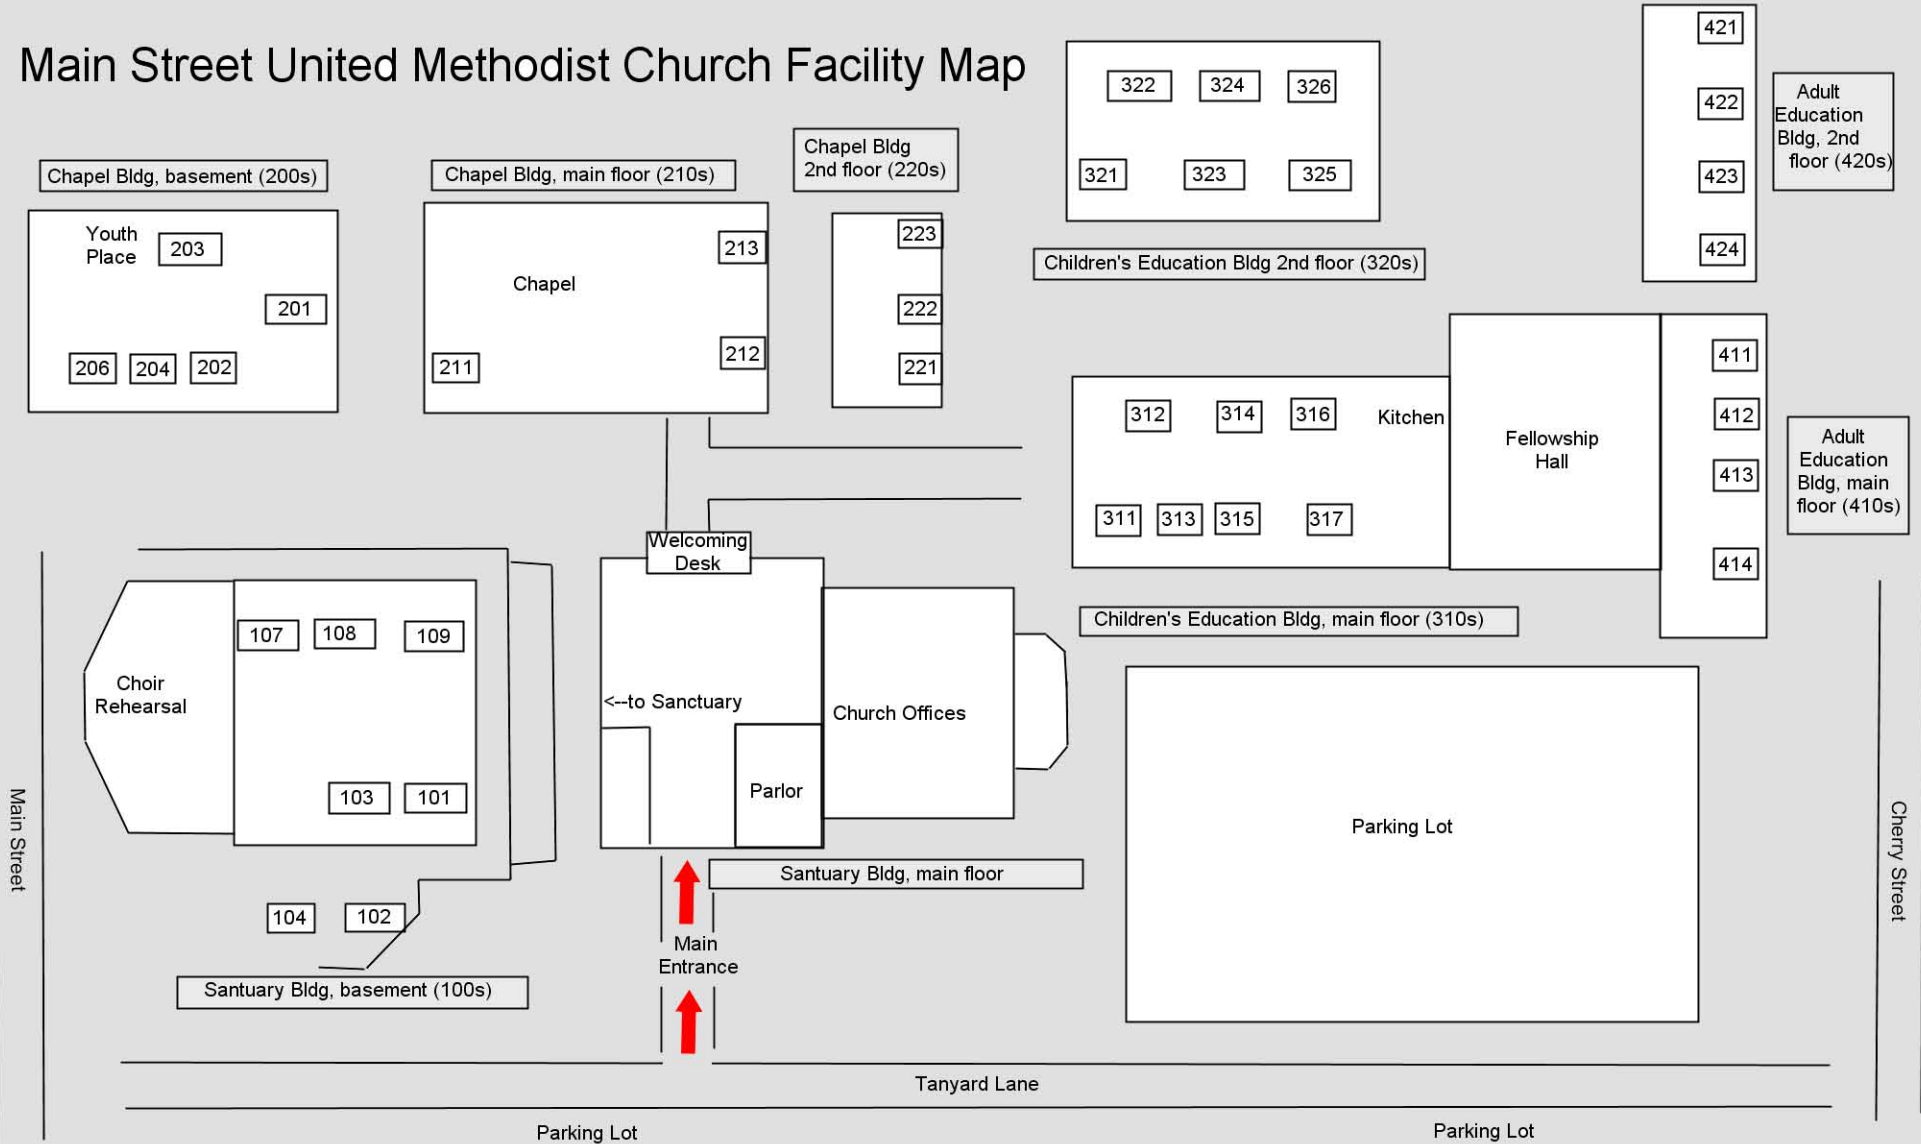 Main Street United Methodist Church Facility Map
Chapel Bldg, basement (200s)
Youth
Place
203
201
206
204
202
Chapel Bldg, main floor (210s)
213
Chapel
212
211
Chapel Bldg
2nd floor (220s)
223
222
221
322
324
326
321
323
325
Children's Education Bldg 2nd floor (320s)
421
422
423
424
Adult
Education
Bldg, 2nd
floor (420s)
312
314
316
Kitchen
311
313
315
317
Fellowship
Hall
411
412
413
414
Adult
Education
Bldg, main
floor (410s)
Children's Education Bldg, main floor (310s)
Welcoming
Desk
<--to Sanctuary
Parlor
Church Offices
Santuary Bldg, main floor
Main
Entrance
107
108
109
Choir
Rehearsal
103
101
104
102
Santuary Bldg, basement (100s)
Main Street
Parking Lot
Cherry Street
Tanyard Lane
Parking Lot
Parking Lot